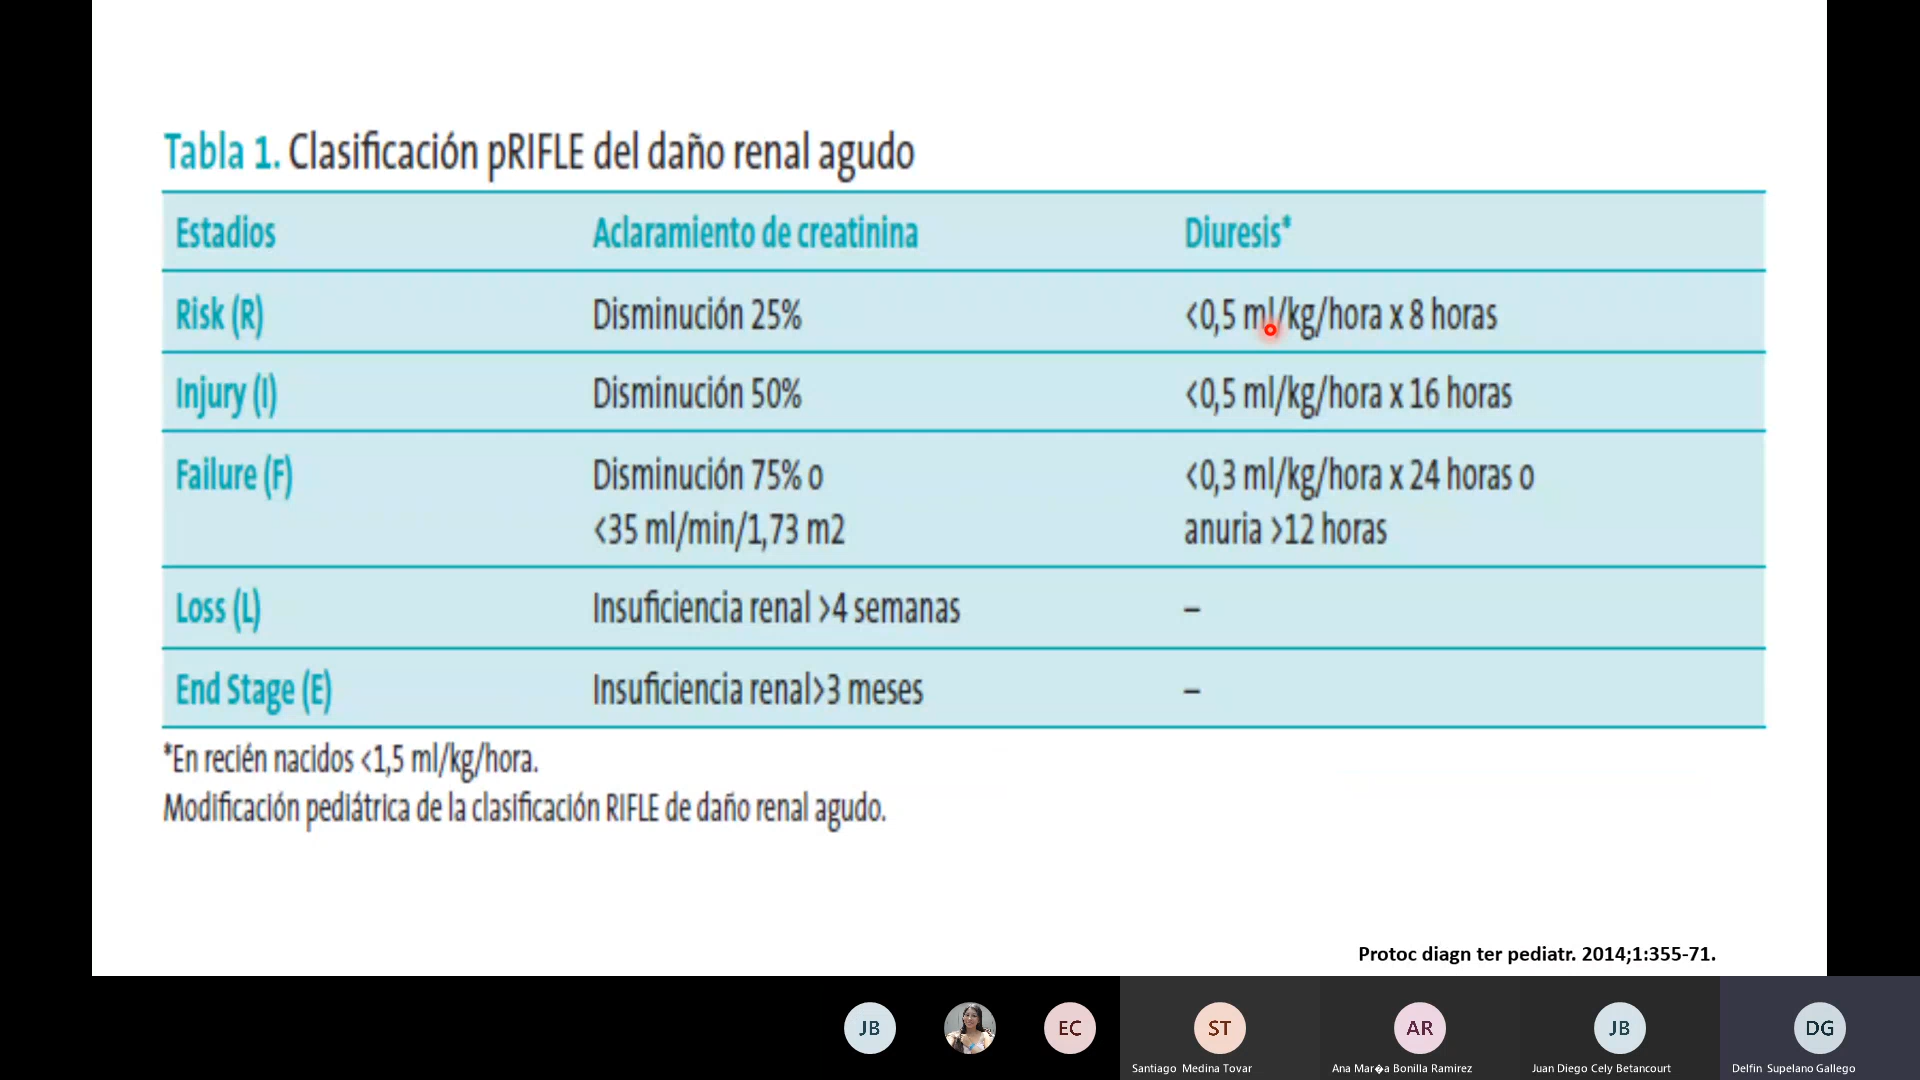 Tabla 1. Clasificación pRIFLE del daño renal agudo
Estadios Aclaramiento de creatinina Diuresis*
Risk (R) Disminución 25% <0,5 ml/kg/hora x 8 horas
Injury (I) Disminución 50% <0,5 ml/kg/hora x 16 horas
Failure (F) Disminución 75% o <0,3 ml/kg/hora x 24 horas o
<35 ml/min/1,73 m2 anuria >12 horas
Loss (L) Insuficiencia renal >4 semanas –
End Stage (E) Insuficiencia renal>3 meses –
*En recién nacidos <1,5 ml/kg/hora.
Modificación pediátrica de la clasificación RIFLE de daño renal agudo.
Protoc diagn ter pediatr. 2014;1:355-71.
JB EC ST AR JB DG
Santiago Medina Tovar Ana Mar�a Bonilla Ramirez Juan Diego Cely Betancourt Delfin Supelano Gallego